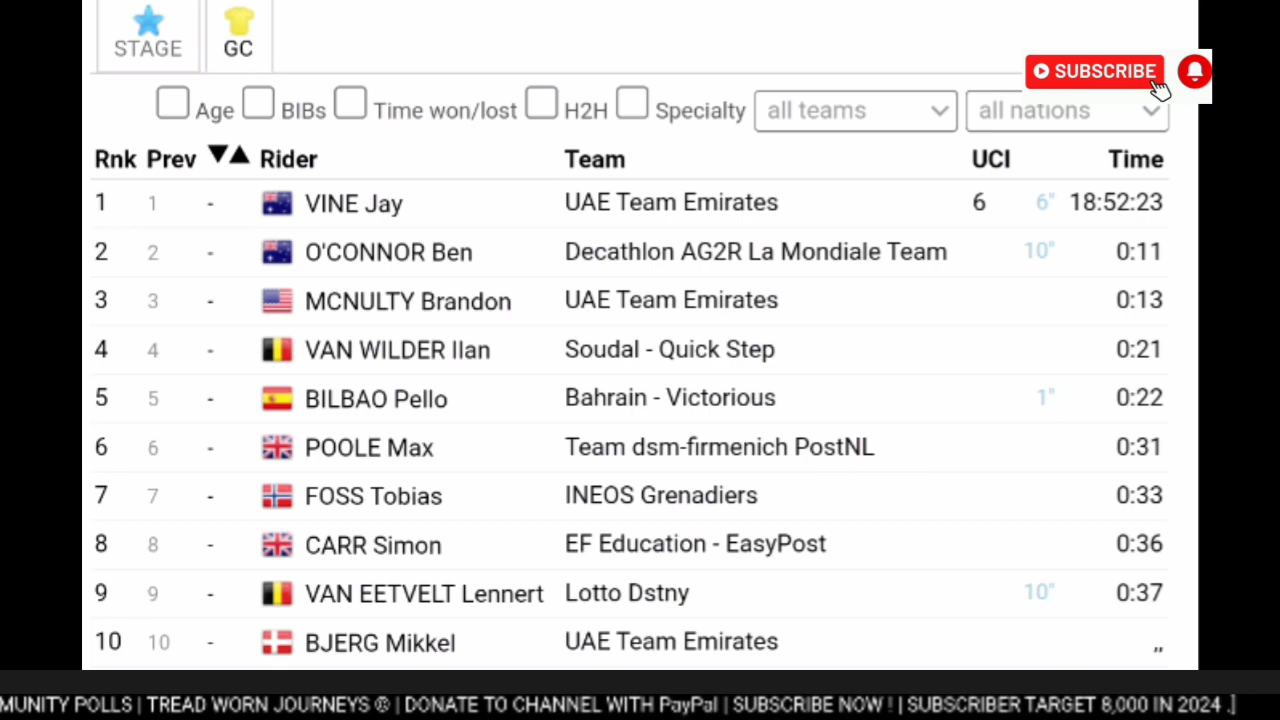 STAGE GC
SUBSCRIBE
Age BIBs Time won/lost H2H Specialty all teams all nations
Rnk Prev ▼▲ Rider Team UCI Time
1 1 - VINE Jay UAE Team Emirates 6 6" 18:52:23
2 2 - O'CONNOR Ben Decathlon AG2R La Mondiale Team 10" 0:11
3 3 - MCNULTY Brandon UAE Team Emirates 0:13
4 4 - VAN WILDER Ilan Soudal - Quick Step 0:21
5 5 - BILBAO Pello Bahrain - Victorious 1" 0:22
6 6 - POOLE Max Team dsm-firmenich PostNL 0:31
7 7 - FOSS Tobias INEOS Grenadiers 0:33
8 8 - CARR Simon EF Education - EasyPost 0:36
9 9 - VAN EETVELT Lennert Lotto Dstny 10" 0:37
10 10 - BJERG Mikkel UAE Team Emirates ,,
MUNITY POLLS | TREAD WORN JOURNEYS © | DONATE TO CHANNEL WITH PayPal | SUBSCRIBE NOW ! | SUBSCRIBER TARGET 8,000 IN 2024 .]